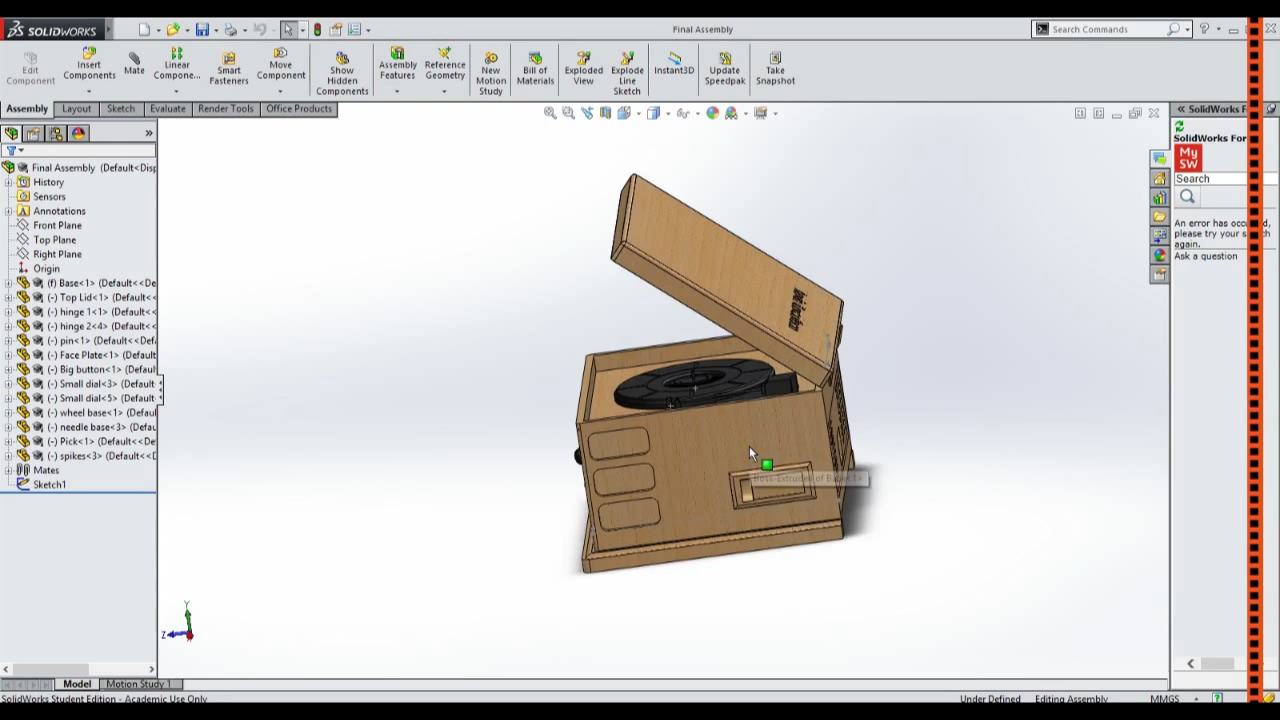 SOLIDWORKS
Final Assembly
Search Commands
Edit Component
Insert Components
Mate
Linear Compone...
Smart Fasteners
Move Component
Show Hidden Components
Assembly Features
Reference Geometry
New Motion Study
Bill of Materials
Exploded View
Explode Line Sketch
Instant3D
Update Speedpak
Take Snapshot
Assembly
Layout
Sketch
Evaluate
Render Tools
Office Products
Final Assembly (Default<Disp
History
Sensors
Annotations
Front Plane
Top Plane
Right Plane
Origin
(f) Base<1> (Default<<De
(-) Top Lid<1> (Default<<
(-) hinge 1<1> (Default<<
(-) hinge 2<4> (Default<<
(-) pin<1> (Default<<Def
(-) Face Plate<1> (Default
(-) Big button<1> (Default
(-) Small dial<3> (Default
(-) Small dial<5> (Default
(-) wheel base<1> (Defau
(-) needle base<3> (Defau
(-) Pick<1> (Default<<De
(-) spikes<3> (Default<<D
Mates
Sketch1
SolidWorks F
SolidWorks For
My SW
Search
An error has occ d,
please try your s ch
again.
Ask a question
Y
Z
Model
Motion Study 1
SolidWorks Student Edition - Academic Use Only
Under Defined
Editing Assembly
MMGS